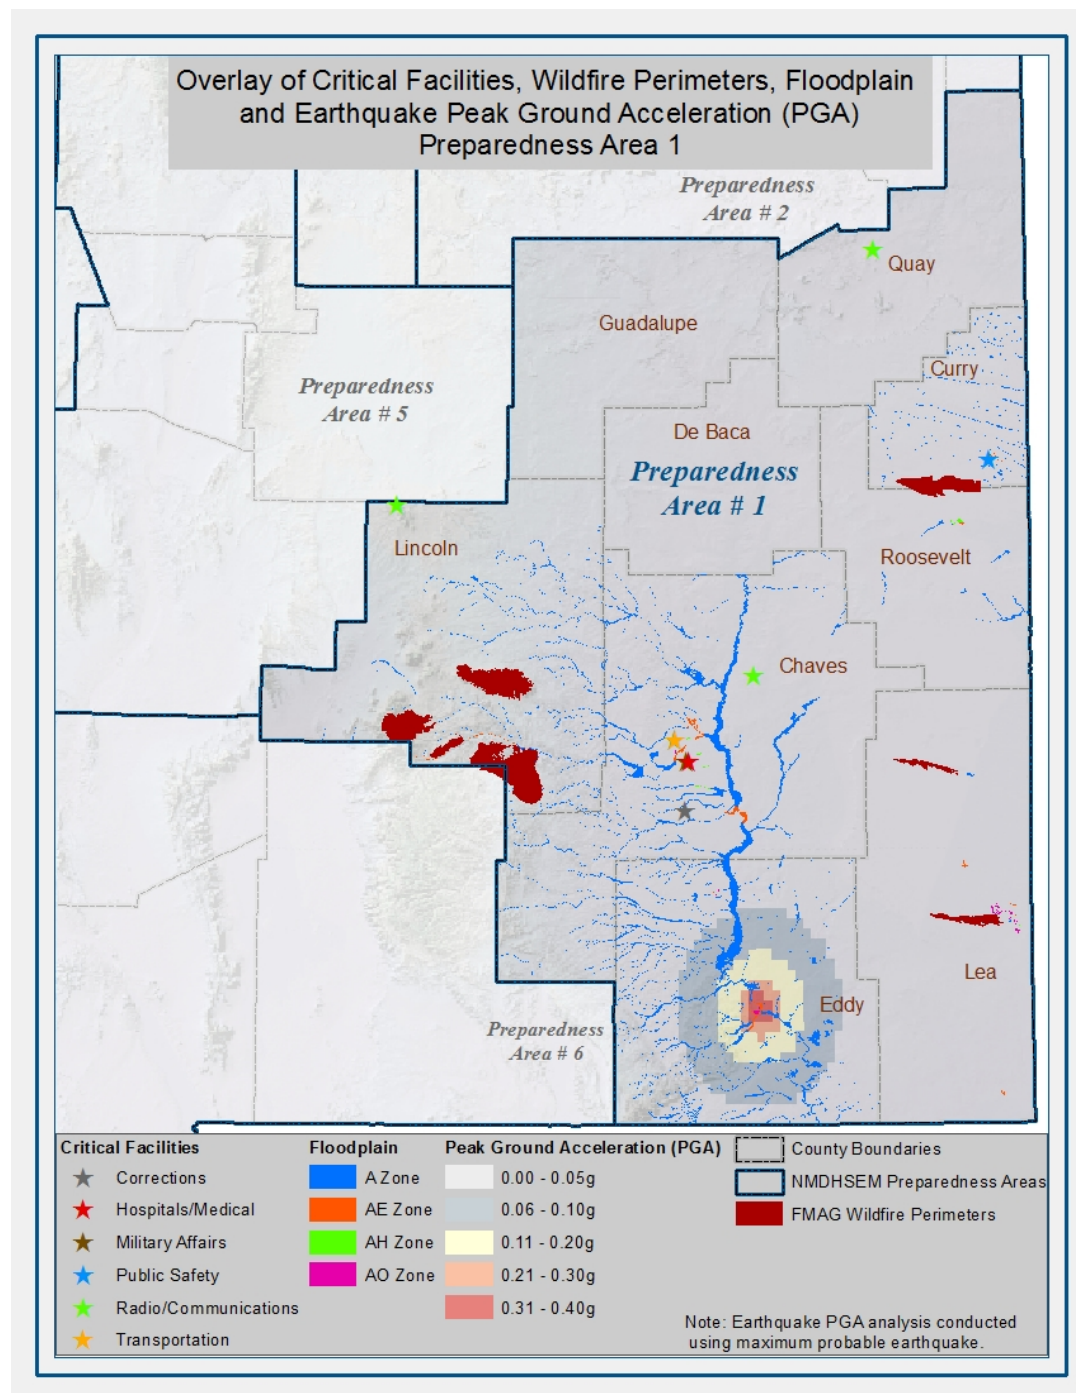 Overlay of Critical Facilities, Wildfire Perimeters, Floodplain
and Earthquake Peak Ground Acceleration (PGA)
Preparedness Area 1
Preparedness
Area # 2
Quay
Guadalupe
Curry
Preparedness
Area # 5
De Baca
Preparedness
Area # 1
Lincoln
Roosevelt
Chaves
Lea
Eddy
Preparedness
Area # 6
Critical Facilities
Corrections
Hospitals/Medical
Military Affairs
Public Safety
Radio/Communications
Transportation
Floodplain
A Zone
AE Zone
AH Zone
AO Zone
Peak Ground Acceleration (PGA)
0.00 - 0.05g
0.06 - 0.10g
0.11 - 0.20g
0.21 - 0.30g
0.31 - 0.40g
County Boundaries
NMDHSEM Preparedness Areas
FMAG Wildfire Perimeters
Note: Earthquake PGA analysis conducted
using maximum probable earthquake.